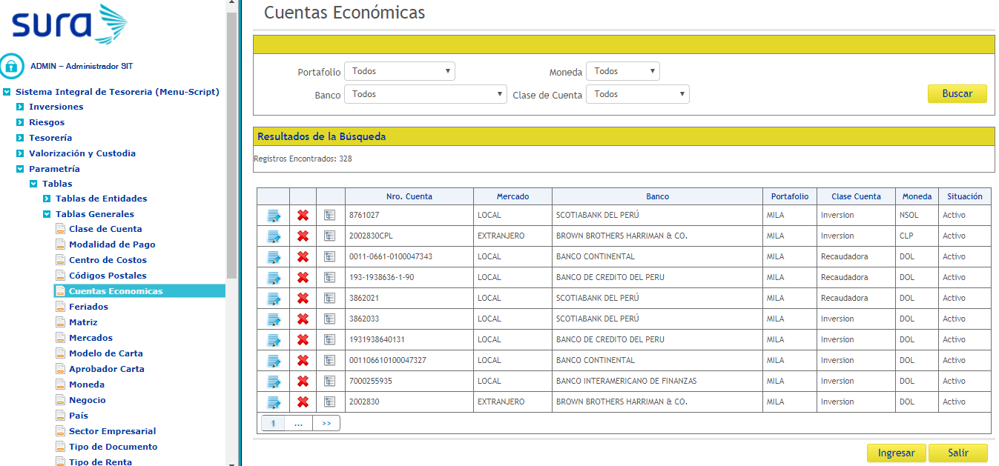 sura
ADMIN – Administrador SIT
Sistema Integral de Tesoreria (Menu-Script)
Inversiones
Riesgos
Tesorería
Valorización y Custodia
Parametría
Tablas
Tablas de Entidades
Tablas Generales
Clase de Cuenta
Modalidad de Pago
Centro de Costos
Códigos Postales
Cuentas Economicas
Feriados
Matriz
Mercados
Modelo de Carta
Aprobador Carta
Moneda
Negocio
País
Sector Empresarial
Tipo de Documento
Tipo de Renta
Cuentas Económicas
Portafolio Todos Moneda Todos
Banco Todos Clase de Cuenta Todos
Buscar
Resultados de la Búsqueda
Registros Encontrados: 328
Nro. Cuenta Mercado Banco Portafolio Clase Cuenta Moneda Situación
8761027 LOCAL SCOTIABANK DEL PERÚ MILA Inversion NSOL Activo
2002830CPL EXTRANJERO BROWN BROTHERS HARRIMAN & CO. MILA Inversion CLP Activo
0011-0661-0100047343 LOCAL BANCO CONTINENTAL MILA Recaudadora DOL Activo
193-1938636-1-90 LOCAL BANCO DE CREDITO DEL PERU MILA Recaudadora DOL Activo
3862021 LOCAL SCOTIABANK DEL PERÚ MILA Recaudadora DOL Activo
3862033 LOCAL SCOTIABANK DEL PERÚ MILA Inversion DOL Activo
1931938640131 LOCAL BANCO DE CREDITO DEL PERU MILA Inversion DOL Activo
001106610100047327 LOCAL BANCO CONTINENTAL MILA Inversion DOL Activo
7000255935 LOCAL BANCO INTERAMERICANO DE FINANZAS MILA Inversion DOL Activo
2002830 EXTRANJERO BROWN BROTHERS HARRIMAN & CO. MILA Inversion DOL Activo
1 ... >>
Ingresar Salir